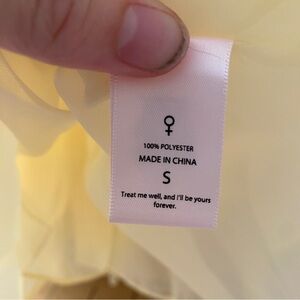 100% POLYESTER
MADE IN CHINA
S
Treat me well, and I'll be yours
forever.